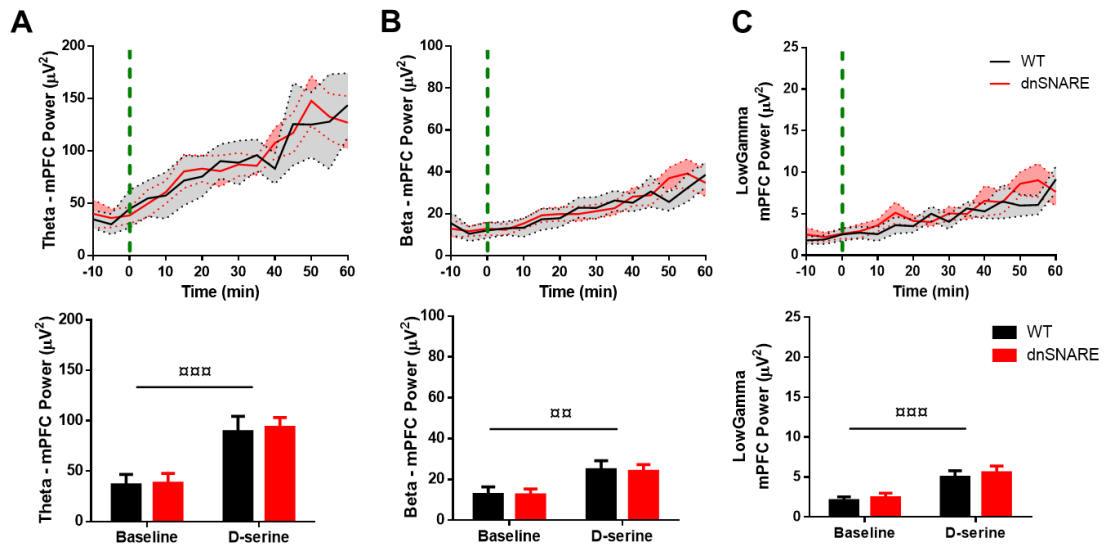 A
Theta - mPFC Power (μV2)
200
150
100
50
0
-10 0 10 20 30 40 50 60
Time (min)
B
Beta - mPFC Power (μV2)
100
80
60
40
20
0
-10 0 10 20 30 40 50 60
Time (min)
C
LowGamma
mPFC Power (μV2)
25
20
15
10
5
0
-10 0 10 20 30 40 50 60
Time (min)
WT
dnSNARE
Theta - mPFC Power (μV2)
200
150
100
50
0
¤¤¤
Baseline D-serine
Beta - mPFC Power (μV2)
100
80
60
40
20
0
¤¤
Baseline D-serine
LowGamma
mPFC Power (μV2)
25
20
15
10
5
0
¤¤¤
Baseline D-serine
WT
dnSNARE